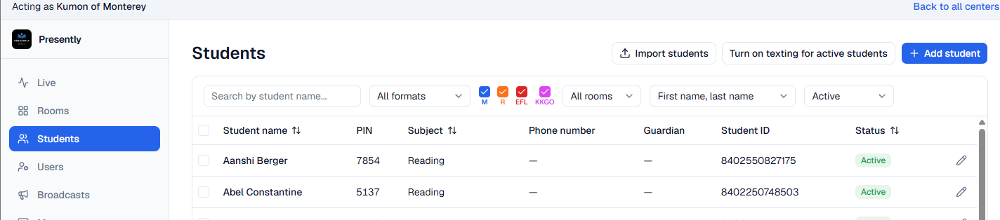 Acting as Kumon of Monterey
Back to all centers
PRESENTLY
Presently
Students
Import students
Turn on texting for active students
Add student
Live
Search by student name...
All formats
M
R
EFL
KKGO
All rooms
First name, last name
Active
Rooms
Student name
PIN
Subject
Phone number
Guardian
Student ID
Status
Students
Aanshi Berger
7854
Reading
—
—
8402550827175
Active
Users
Abel Constantine
5137
Reading
—
—
8402250748503
Active
Broadcasts